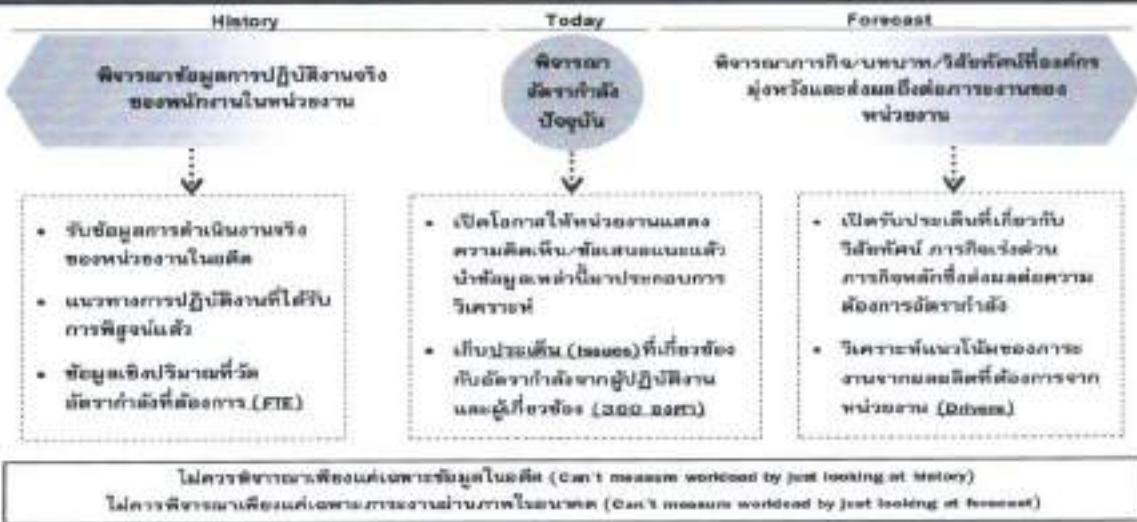 History
Today
Forecast
พิจารณาข้อมูลการปฏิบัติงานจริง
ของพนักงานในหน่วยงาน
พิจารณา
อัตรากำลัง
ปัจจุบัน
พิจารณาภารกิจ/บทบาท/วิสัยทัศน์ที่องค์กร
มุ่งหวังและส่งผลถึงต่อภาระงานของ
หน่วยงาน
• รับข้อมูลการดำเนินงานจริง
ของหน่วยงานในอดีต
• แนวทางการปฏิบัติงานที่ได้รับ
การพิสูจน์แล้ว
• ข้อมูลเชิงปริมาณที่วัด
อัตรากำลังที่ต้องการ (FTE)
• เปิดโอกาสให้หน่วยงานแสดง
ความคิดเห็น/ข้อเสนอแนะแล้ว
นำข้อมูลเหล่านี้มาประกอบการ
วิเคราะห์
• เก็บประเด็น (Issues)ที่เกี่ยวข้อง
กับอัตรากำลังจากผู้ปฏิบัติงาน
และผู้เกี่ยวข้อง (360 องศา)
• เปิดรับประเด็นที่เกี่ยวกับ
วิสัยทัศน์ ภารกิจเร่งด่วน
ภารกิจหลักซึ่งส่งผลต่อความ
ต้องการอัตรากำลัง
• วิเคราะห์แนวโน้มของภาระ
งานจากผลผลิตที่ต้องการจาก
หน่วยงาน (Drivers)
ไม่ควรพิจารณาเพียงแค่เฉพาะข้อมูลในอดีต (Can't measure workload by just looking at history)
ไม่ควรพิจารณาเพียงแค่เฉพาะภาระงานผ่านภาพในอนาคต (Can't measure workload by just looking at forecast)